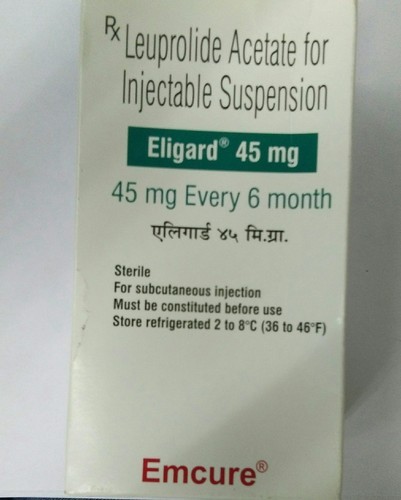 Rx Leuprolide Acetate for
Injectable Suspension
Eligard® 45 mg
45 mg Every 6 month
एलिगार्ड ४५ मि.ग्रा.
Sterile
For subcutaneous injection
Must be constituted before use
Store refrigerated 2 to 8°C (36 to 46°F)
Emcure®